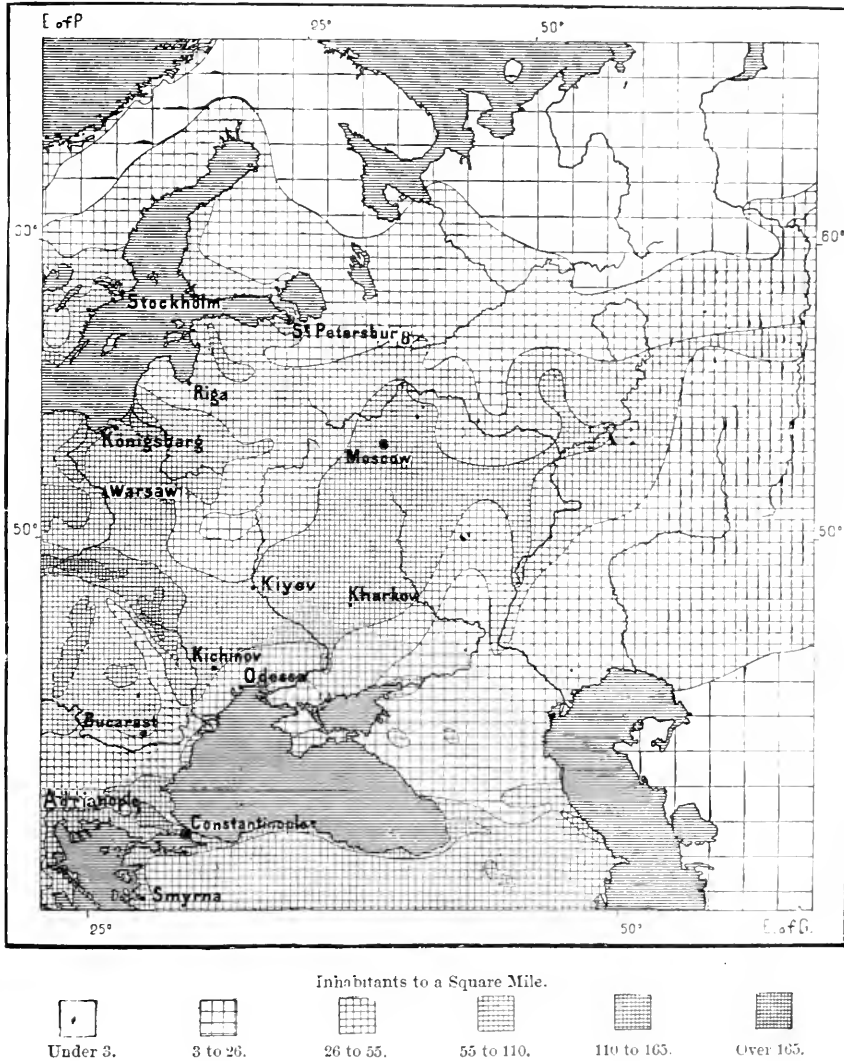 E. of P
25° 50°
60° 60°
Stockholm
St Petersburg
Riga
Königsbarg
Moscow
Warsaw
50° 50°
Kiyev
Kharkov
Kichinov
Odessa
Bucarest
Adrianople
Constantinople
Smyrna
25° 50° E. of G.
Inhabitants to a Square Mile.
Under 3. 3 to 26. 26 to 55. 55 to 110. 110 to 165. Over 165.